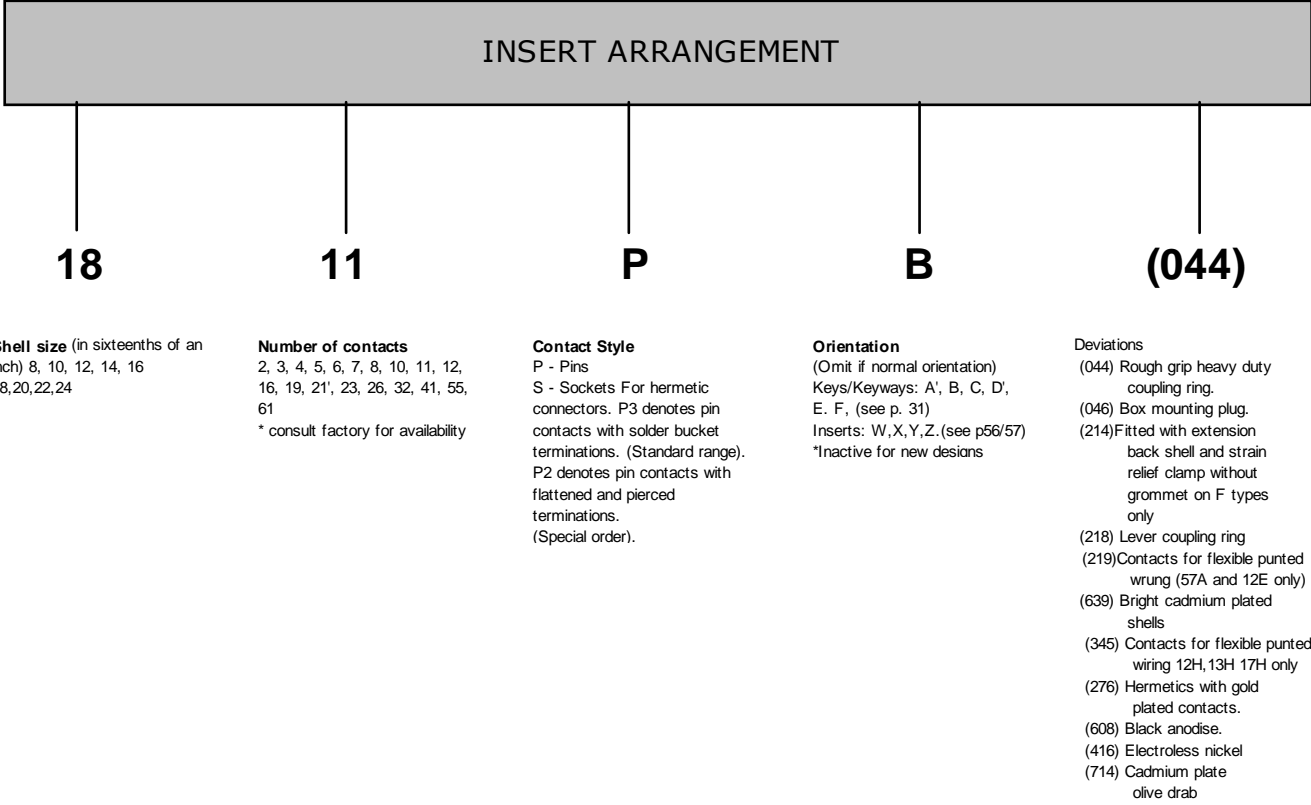 INSERT ARRANGEMENT
18
11
P
B
(044)
Shell size (in sixteenths of an
inch) 8, 10, 12, 14, 16
18,20,22,24
Number of contacts
2, 3, 4, 5, 6, 7, 8, 10, 11, 12,
16, 19, 21', 23, 26, 32, 41, 55,
61
* consult factory for availability
Contact Style
P - Pins
S - Sockets For hermetic
connectors. P3 denotes pin
contacts with solder bucket
terminations. (Standard range).
P2 denotes pin contacts with
flattened and pierced
terminations.
(Special order).
Orientation
(Omit if normal orientation)
Keys/Keyways: A', B, C, D',
E. F, (see p. 31)
Inserts: W,X,Y,Z.(see p56/57)
*Inactive for new designs
Deviations
(044) Rough grip heavy duty
coupling ring.
(046) Box mounting plug.
(214)Fitted with extension
back shell and strain
relief clamp without
grommet on F types
only
(218) Lever coupling ring
(219)Contacts for flexible punted
wrung (57A and 12E only)
(639) Bright cadmium plated
shells
(345) Contacts for flexible punted
wiring 12H,13H 17H only
(276) Hermetics with gold
plated contacts.
(608) Black anodise.
(416) Electroless nickel
(714) Cadmium plate
olive drab